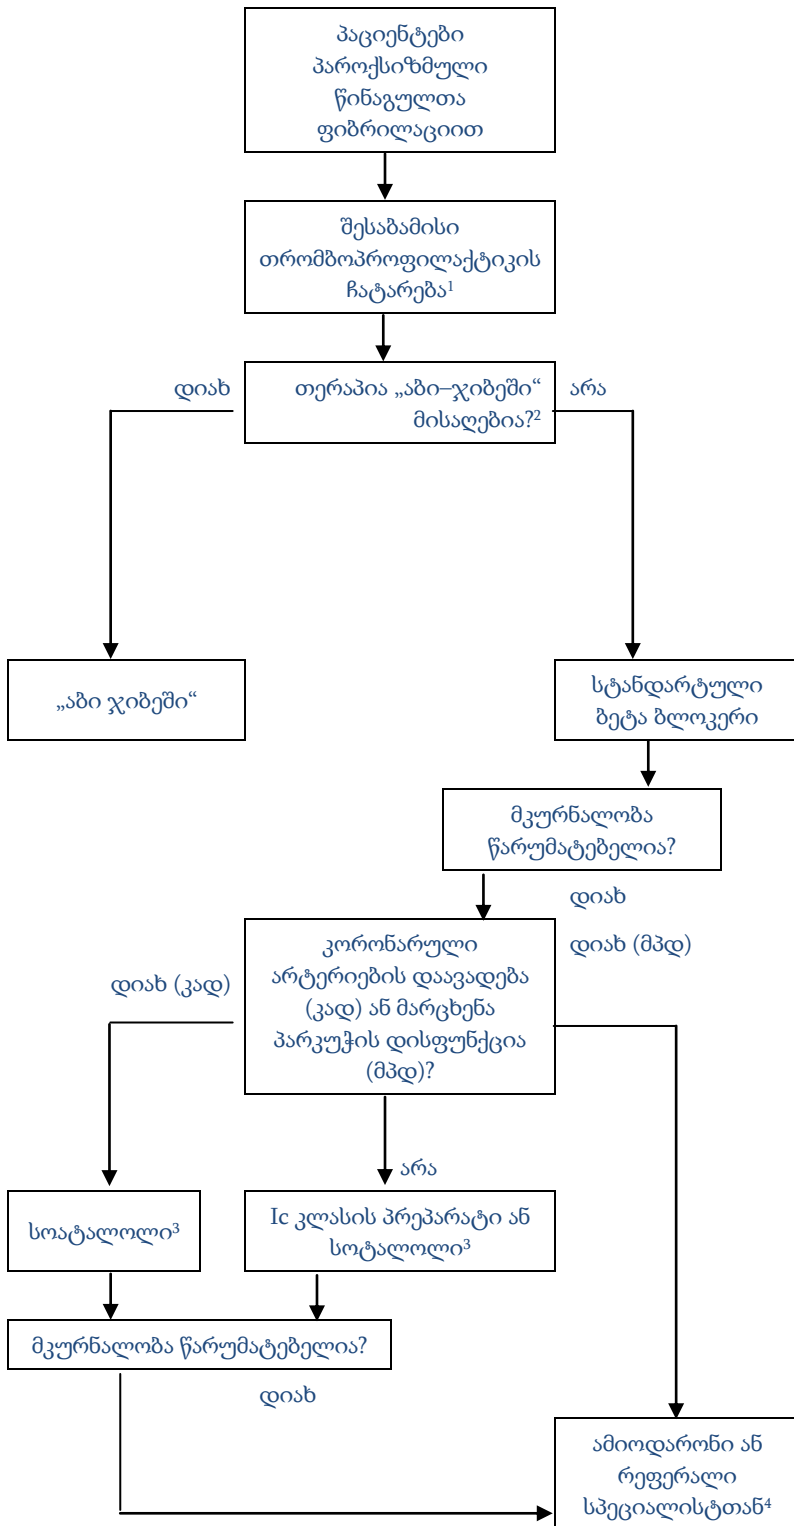 პაციენტები
პაროქსიზმული
წინაგულთა
ფიბრილაციით
შესაბამისი
თრომბოპროფილაქტიკის
ჩატარება¹
დიახ
თერაპია „აბი–ჯიბეში“
მისაღებია?²
არა
„აბი ჯიბეში“
სტანდარტული
ბეტა ბლოკერი
მკურნალობა
წარუმატებელია?
დიახ
დიახ (მპდ)
დიახ (კად)
კორონარული
არტერიების დაავადება
(კად) ან მარცხენა
პარკუჭის დისფუნქცია
(მპდ)?
არა
სოატალოლი³
Ic კლასის პრეპარატი ან
სოტალოლი³
მკურნალობა წარუმატებელია?
დიახ
ამიოდარონი ან
რეფერალი
სპეციალისტთან⁴